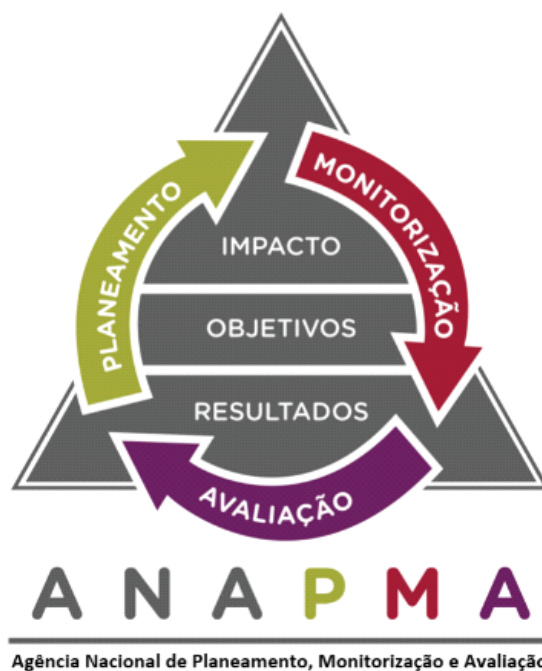 PLANEAMENTO
MONITORIZAÇÃO
IMPACTO
OBJETIVOS
RESULTADOS
AVALIAÇÃO
ANAPMA
Agência Nacional de Planeamento, Monitorização e Avaliação